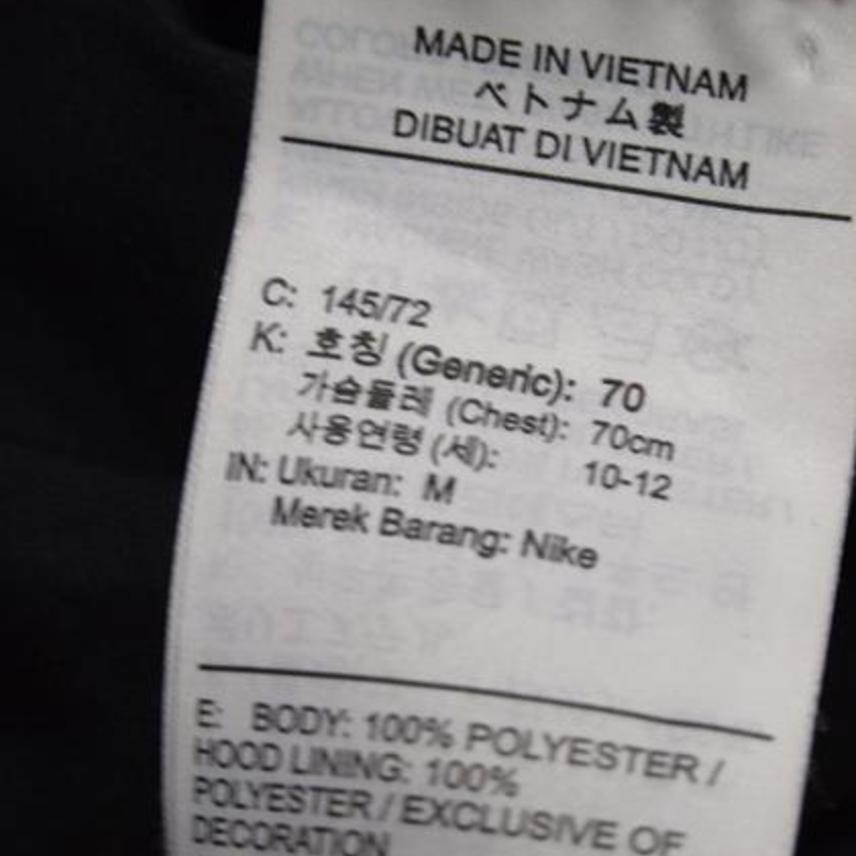 MADE IN VIETNAM
ベトナム製
DIBUAT DI VIETNAM
C: 145/72
K: 호칭 (Generic): 70
가슴둘레 (Chest): 70cm
사용연령 (세): 10-12
IN: Ukuran: M
Merek Barang: Nike
E: BODY: 100% POLYESTER /
HOOD LINING: 100%
POLYESTER / EXCLUSIVE OF
DECORATION